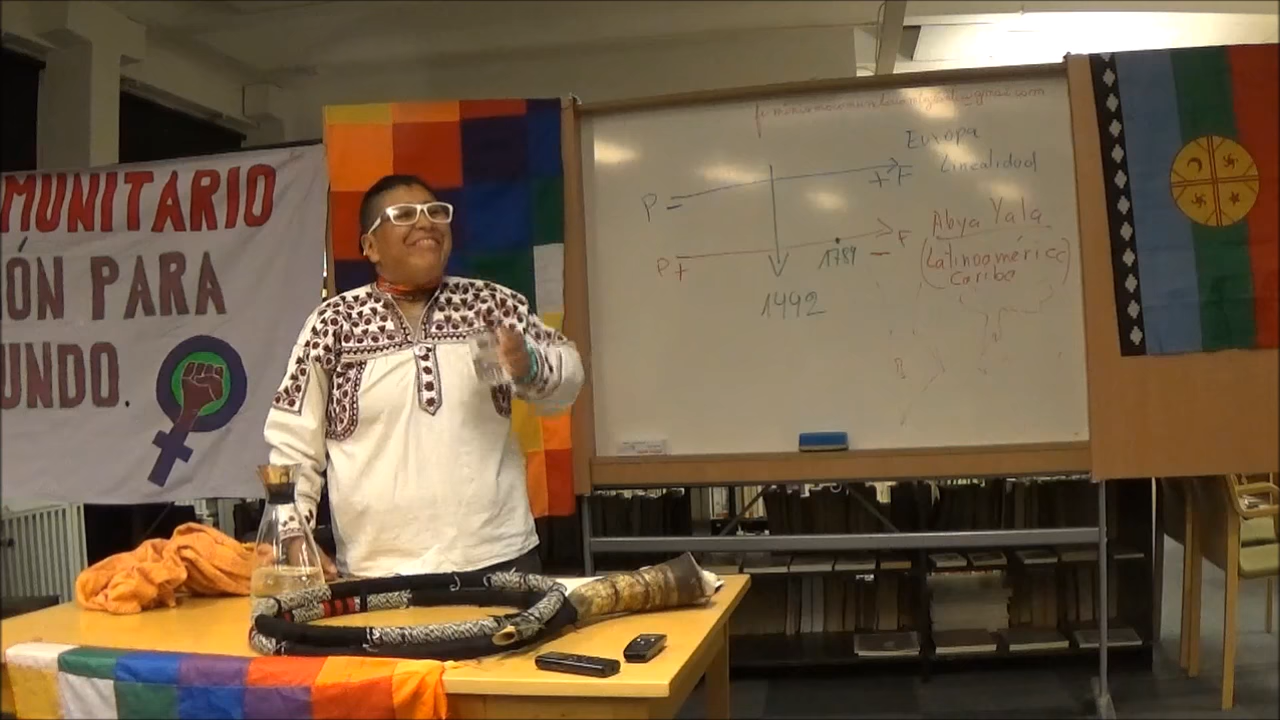 MUNITARIO
ÓN PARA
UNDO.
Europa
Linealidad
P =
+ F
Abya Yala
(Latinoamérica
Caribe)
P +
1789
F
-
1492